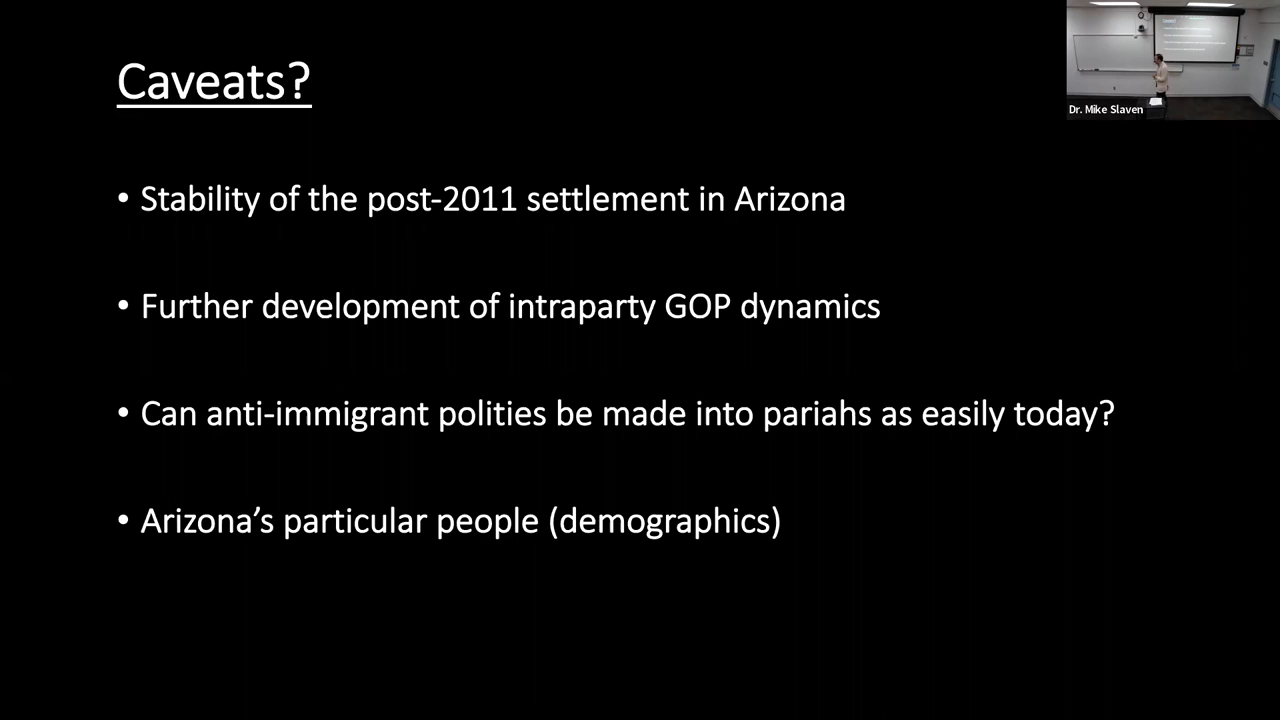 Caveats?
Dr. Mike Slaven
• Stability of the post-2011 settlement in Arizona
• Further development of intraparty GOP dynamics
• Can anti-immigrant polities be made into pariahs as easily today?
• Arizona’s particular people (demographics)